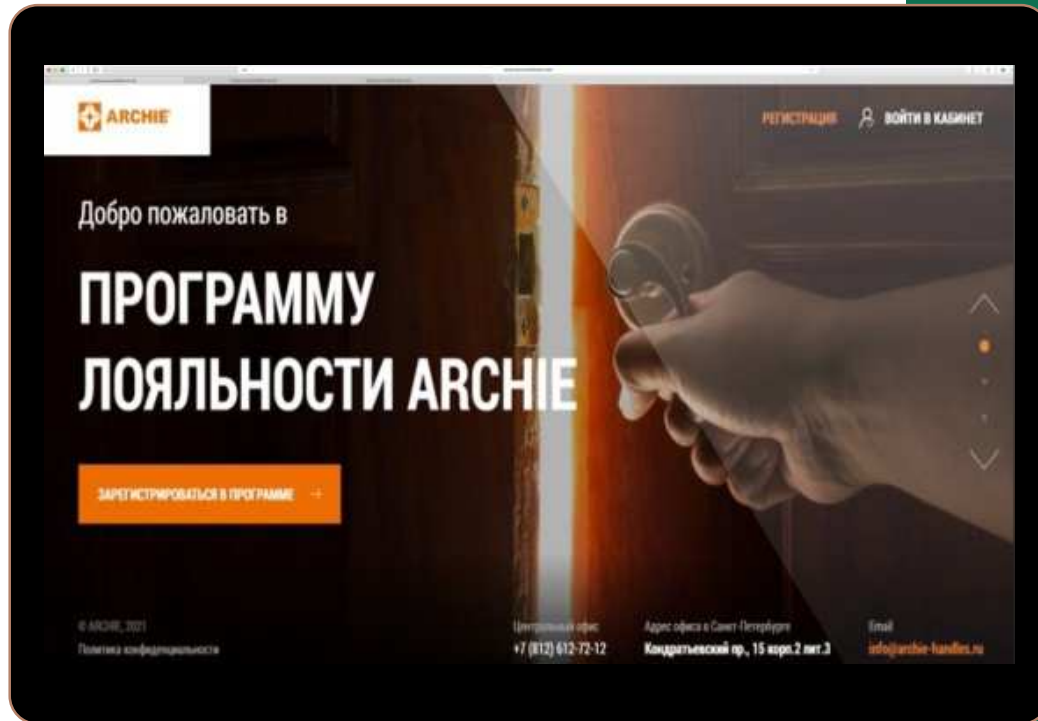 ARCHIE
РЕГИСТРАЦИЯ
ВОЙТИ В КАБИНЕТ
Добро пожаловать в
ПРОГРАММУ
ЛОЯЛЬНОСТИ ARCHIE
ЗАРЕГИСТРИРОВАТЬСЯ В ПРОГРАММЕ →
© ARCHIE, 2021
Политика конфиденциальности
Центральный офис
+7 (812) 612-72-12
Адрес офиса в Санкт-Петербурге
Кондратьевский пр., 15 корп.2 лит.3
Email
info@archie-handles.ru